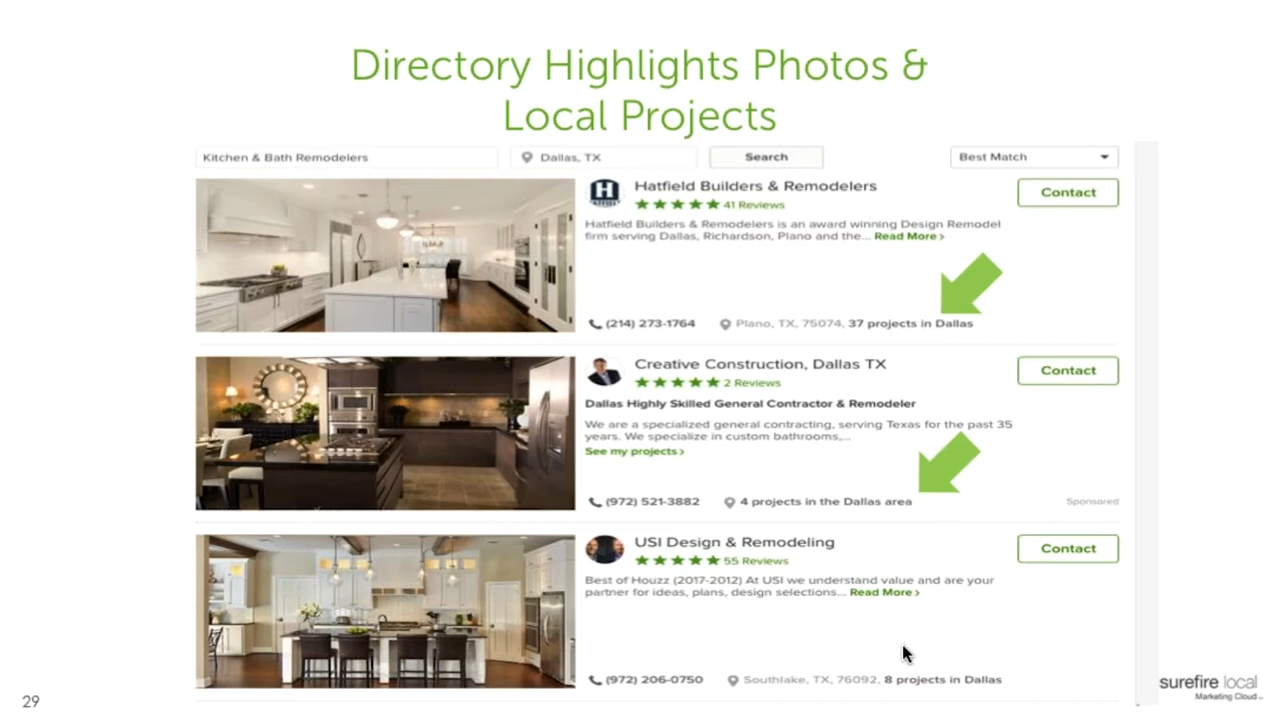 Directory Highlights Photos &
Local Projects
Kitchen & Bath Remodelers
Dallas, TX
Search
Best Match
Hatfield Builders & Remodelers
Contact
41 Reviews
Hatfield Builders & Remodelers is an award winning Design Remodel
firm serving Dallas, Richardson, Plano and the... Read More ›
(214) 273-1764
Plano, TX, 75074, 37 projects in Dallas
Creative Construction, Dallas TX
Contact
2 Reviews
Dallas Highly Skilled General Contractor & Remodeler
We are a specialized general contracting, serving Texas for the past 35
years. We specialize in custom bathrooms,...
See my projects ›
(972) 521-3882
4 projects in the Dallas area
Sponsored
USI Design & Remodeling
Contact
55 Reviews
Best of Houzz (2017-2012) At USI we understand value and are your
partner for ideas, plans, design selections... Read More ›
(972) 206-0750
Southlake, TX, 76092, 8 projects in Dallas
29
surefire local
Marketing Cloud